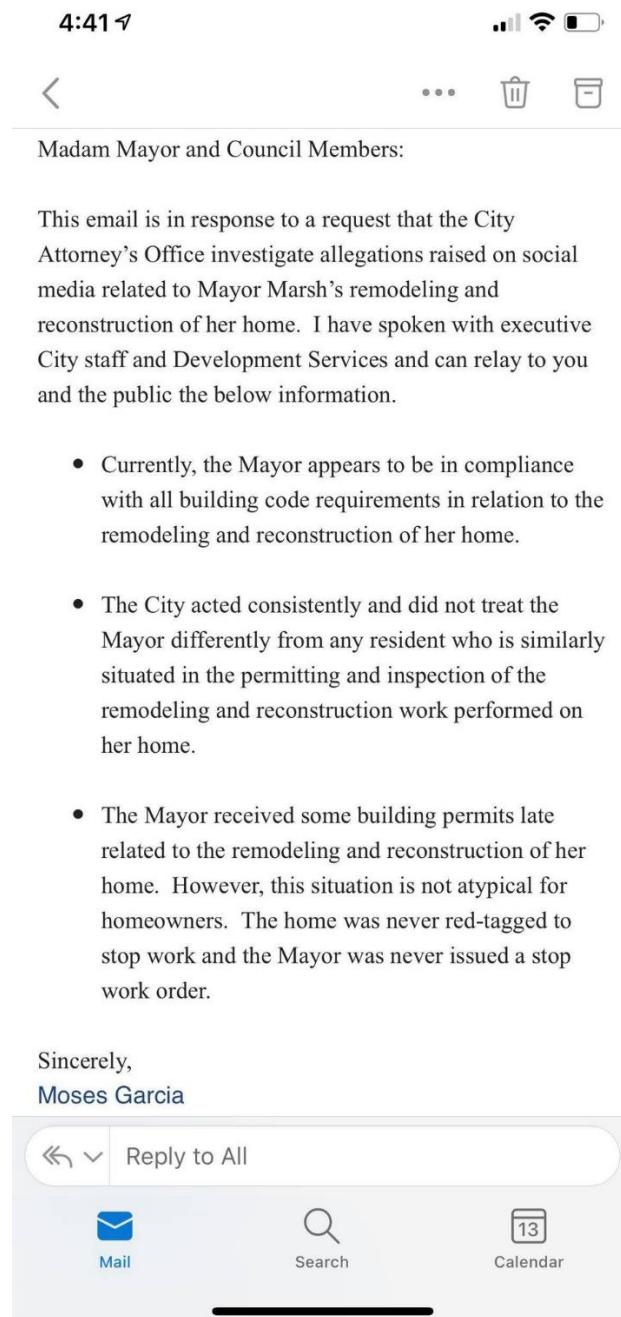 4:41
Madam Mayor and Council Members:
This email is in response to a request that the City
Attorney’s Office investigate allegations raised on social
media related to Mayor Marsh’s remodeling and
reconstruction of her home.  I have spoken with executive
City staff and Development Services and can relay to you
and the public the below information.
• Currently, the Mayor appears to be in compliance
with all building code requirements in relation to the
remodeling and reconstruction of her home.
• The City acted consistently and did not treat the
Mayor differently from any resident who is similarly
situated in the permitting and inspection of the
remodeling and reconstruction work performed on
her home.
• The Mayor received some building permits late
related to the remodeling and reconstruction of her
home.  However, this situation is not atypical for
homeowners.  The home was never red-tagged to
stop work and the Mayor was never issued a stop
work order.
Sincerely,
Moses Garcia
Reply to All
13
Mail Search Calendar